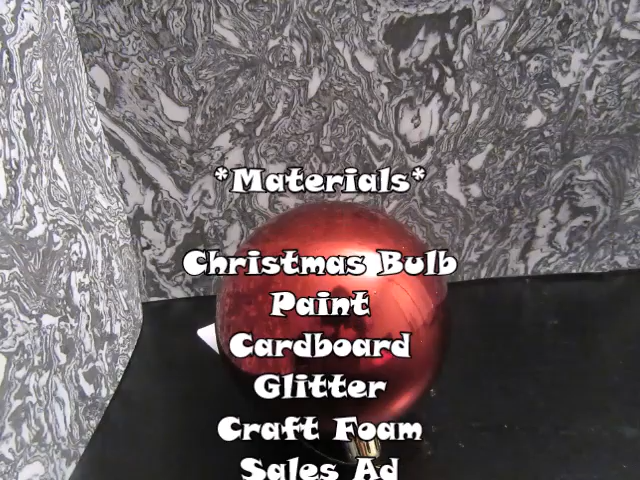 *Materials*
Christmas Bulb
Paint
Cardboard
Glitter
Craft Foam
Sales Ad